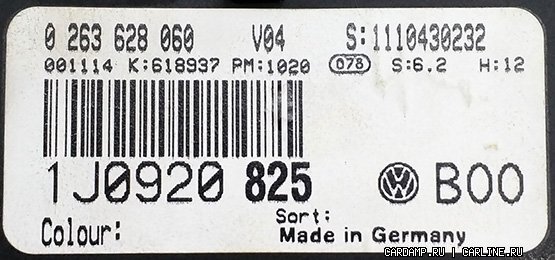 0 263 628 060 V04 S:1110430232
001114 K:618937 PM:1020 078 S:6.2 H:12
1J0920 825 VW B00
Sort:
Colour: Made in Germany
CARDAMP.RU | CARLINE.RU